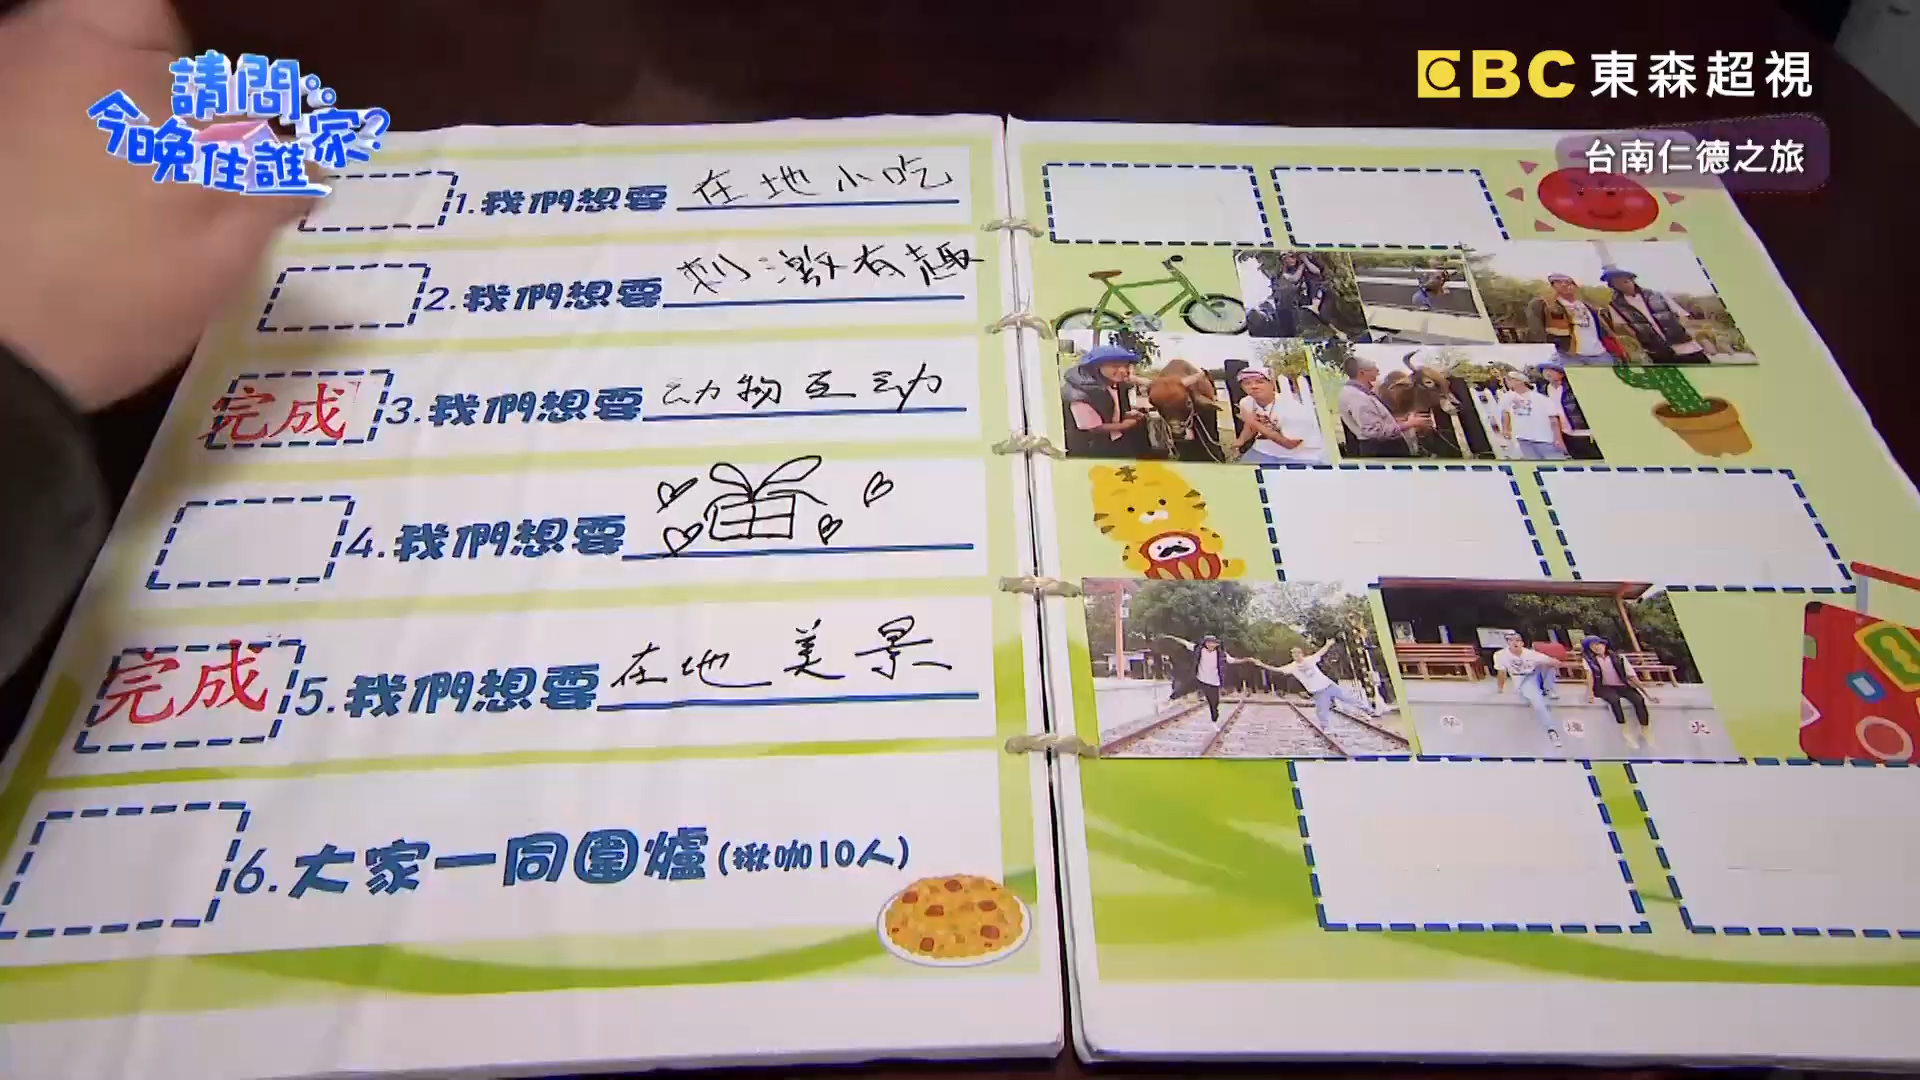 請問
今晚住誰家?
EBC 東森超視
台南仁德之旅
1.我們想要 在地小吃
2.我們想要 刺激有趣
完成 3.我們想要 动物互动
4.我們想要
完成 5.我們想要 在地美景
6.大家一同圍爐(揪咖10人)